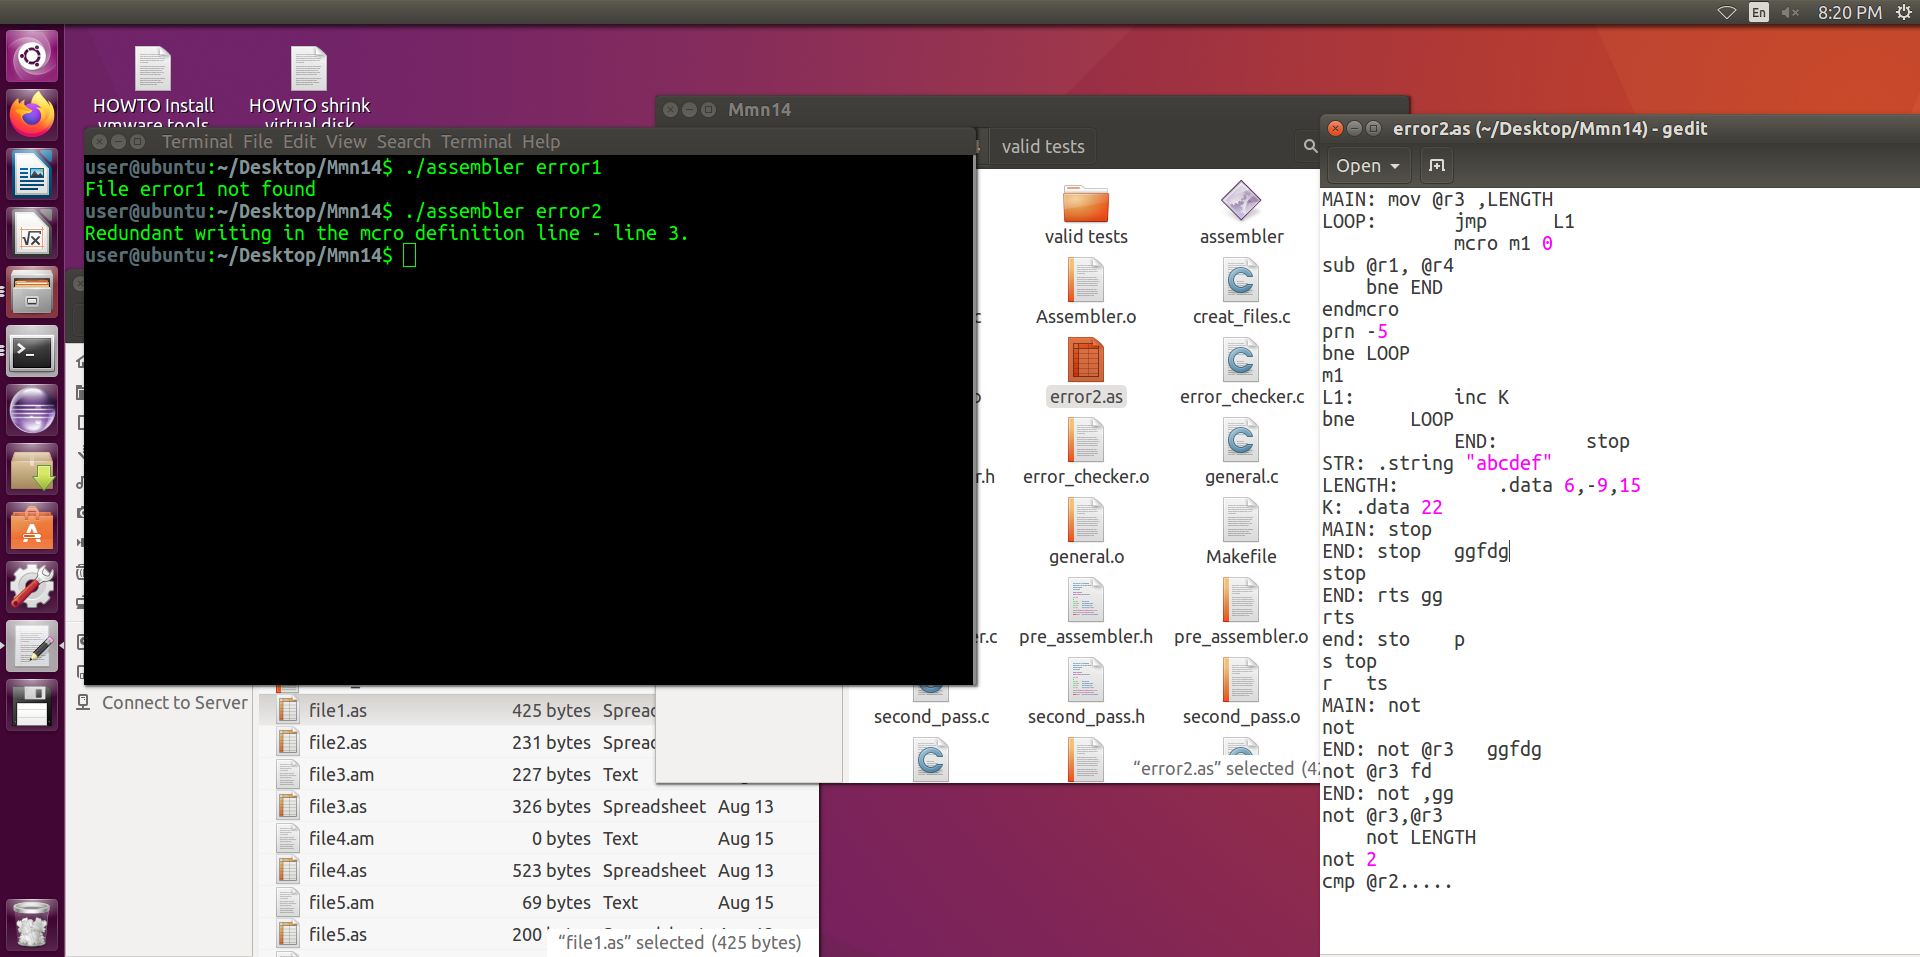 En
8:20 PM
HOWTO Install
vmware tools
HOWTO shrink
virtual disk
Mmn14
valid tests
Terminal File Edit View Search Terminal Help
user@ubuntu:~/Desktop/Mmn14$ ./assembler error1
File error1 not found
user@ubuntu:~/Desktop/Mmn14$ ./assembler error2
Redundant writing in the mcro definition line - line 3.
user@ubuntu:~/Desktop/Mmn14$
valid tests
assembler
Assembler.o
creat_files.c
error2.as
error_checker.c
error_checker.o
general.c
general.o
Makefile
pre_assembler.h
pre_assembler.o
second_pass.c
second_pass.h
second_pass.o
“error2.as” selected (42
Connect to Server
file1.as 425 bytes Spread
file2.as 231 bytes Spread
file3.am 227 bytes Text
file3.as 326 bytes Spreadsheet Aug 13
file4.am 0 bytes Text Aug 15
file4.as 523 bytes Spreadsheet Aug 13
file5.am 69 bytes Text Aug 15
file5.as 200
“file1.as” selected (425 bytes)
error2.as (~/Desktop/Mmn14) - gedit
Open
MAIN: mov @r3 ,LENGTH
LOOP: jmp L1
mcro m1 0
sub @r1, @r4
bne END
endmcro
prn -5
bne LOOP
m1
L1: inc K
bne LOOP
END: stop
STR: .string "abcdef"
LENGTH: .data 6,-9,15
K: .data 22
MAIN: stop
END: stop ggfdg
stop
END: rts gg
rts
end: sto p
s top
r ts
MAIN: not
not
END: not @r3 ggfdg
not @r3 fd
END: not ,gg
not @r3,@r3
not LENGTH
not 2
cmp @r2.....